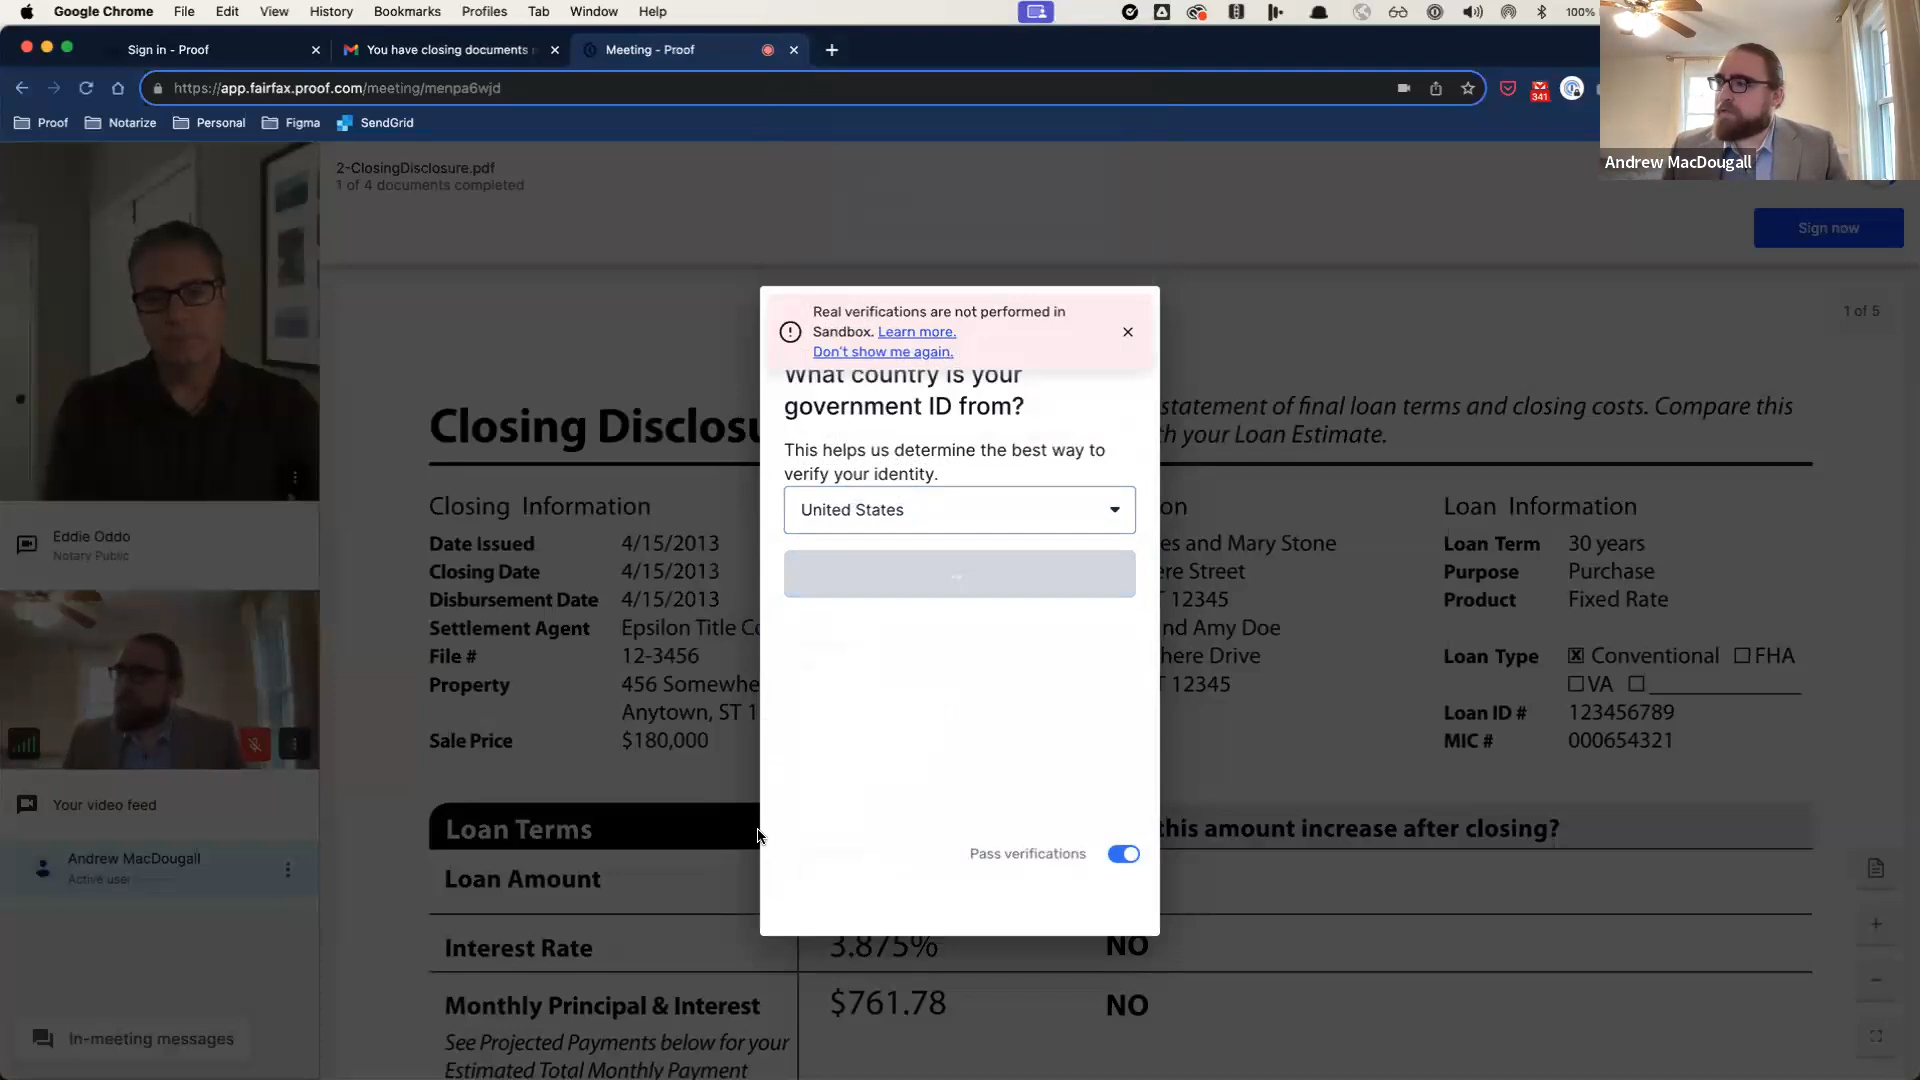 Google Chrome File Edit View History Bookmarks Profiles Tab Window Help
100%
Sign in - Proof
You have closing documents
Meeting - Proof
https://app.fairfax.proof.com/meeting/menpa6wjd
341
Proof Notarize Personal Figma SendGrid
Andrew MacDougall
2-ClosingDisclosure.pdf
1 of 4 documents completed
Sign now
1 of 5
Real verifications are not performed in
Sandbox. Learn more.
Don't show me again.
What country is your
government ID from?
This helps us determine the best way to
verify your identity.
United States
Pass verifications
Eddie Oddo
Notary Public
Your video feed
Andrew MacDougall
Active user
In-meeting messages
Closing
statement of final loan terms and closing costs. Compare this
your Loan Estimate.
Closing Information
Date Issued 4/15/2013
Closing Date 4/15/2013
Disbursement Date 4/15/2013
Settlement Agent Epsilon Title
File # 12-3456
Property 456
Anytown, ST
Sale Price $180,000
and Mary Stone
Street
12345
Amy Doe
Drive
12345
Loan Information
Loan Term 30 years
Purpose Purchase
Product Fixed Rate
Loan Type Conventional FHA
VA
Loan ID # 123456789
MIC # 000654321
Loan Terms
this amount increase after closing?
Loan Amount
Interest Rate 3.875% NO
Monthly Principal & Interest $761.78 NO
See Projected Payments below for your
Estimated Total Monthly Payment